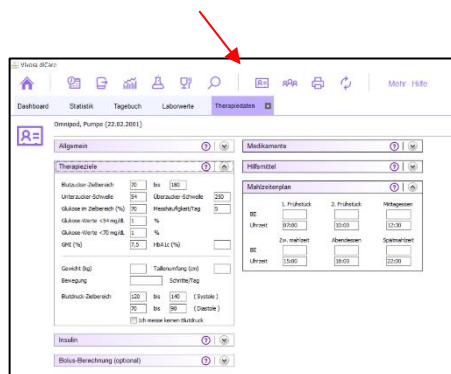 Vivora diCare
Mehr Hilfe
Dashboard Statistik Tagebuch Laborwerte Therapiedaten
Omnipod, Pumpe (22.02.2001)
Allgemein
Therapieziele
Blutzucker-Zielbereich 70 bis 180
Unterzucker-Schwelle 54 Überzucker-Schwelle 250
Glukose im Zielbereich (%) 70 Messhäufigkeit/Tag 5
Glukose-Werte <54 mg/dL 1 %
Glukose-Werte <70 mg/dL 1 %
GMI (%) 7,0 HbA1c (%)
Gewicht (kg) Taillenumfang (cm)
Bewegung Schritte/Tag
Blutdruck-Zielbereich 120 bis 140 (Systole)
70 bis 90 (Diastole)
Ich messe keinen Blutdruck
Insulin
Bolus-Berechnung (optional)
Medikamente
Hilfsmittel
Mahlzeitenplan
1. Frühstück 2. Frühstück Mittagessen
BE
Uhrzeit 07:00 10:00 12:30
Zw. mahlzeit Abendessen Spätmahlzeit
BE
Uhrzeit 15:00 18:00 22:00